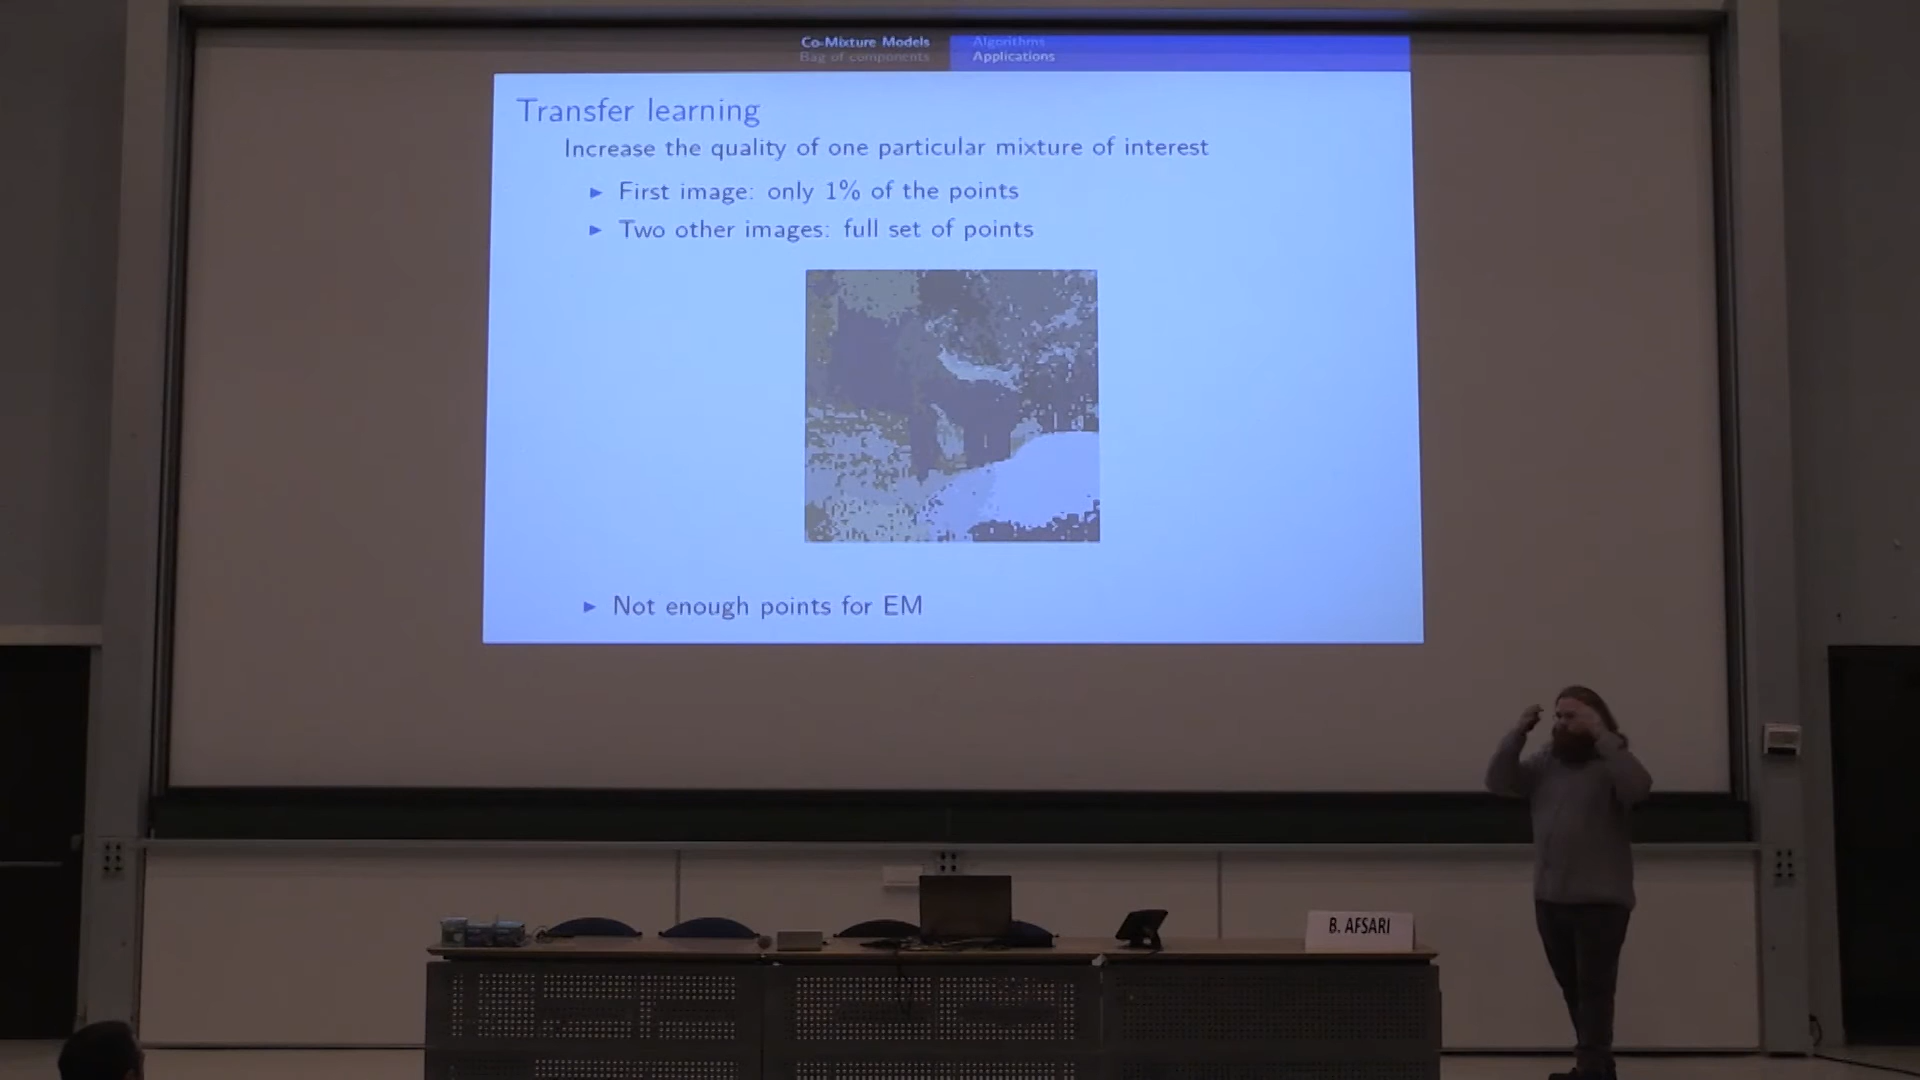 Co-Mixture Models
Bag of components
Algorithms
Applications
Transfer learning
Increase the quality of one particular mixture of interest
► First image: only 1% of the points
► Two other images: full set of points
► Not enough points for EM
B. AFSARI